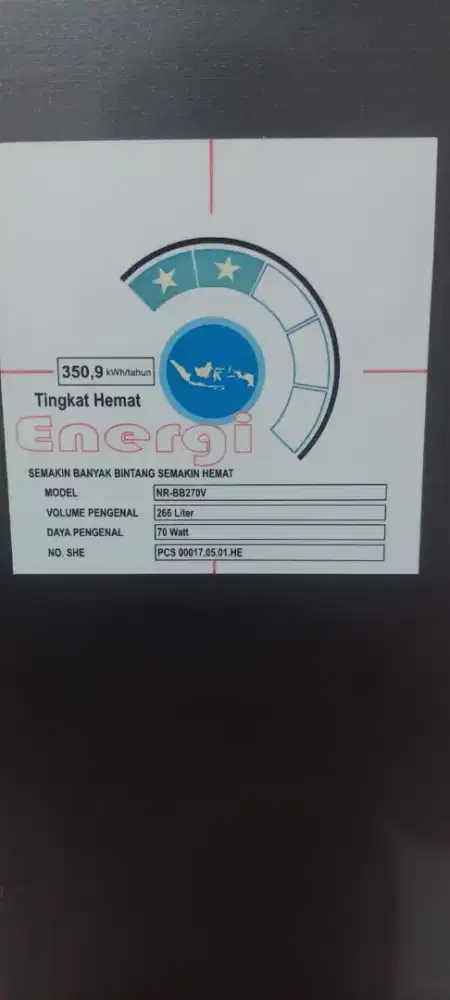 350,9 kWh/tahun
Tingkat Hemat
Energi
SEMAKIN BANYAK BINTANG SEMAKIN HEMAT
MODEL NR-BB270V
VOLUME PENGENAL 266 Liter
DAYA PENGENAL 70 Watt
NO. SHE PCS 00017.05.01.HE